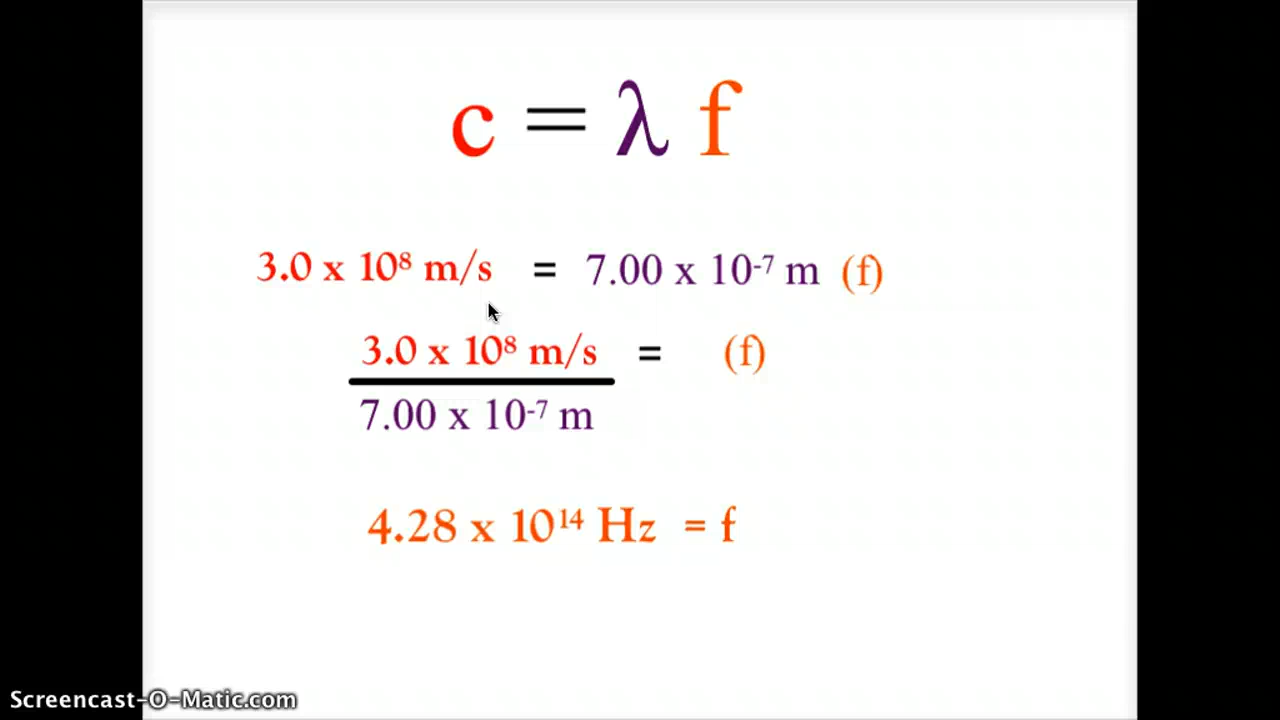 c = λ f
3.0 x 10⁸ m/s = 7.00 x 10⁻⁷ m (f)
3.0 x 10⁸ m/s = (f)
7.00 x 10⁻⁷ m
4.28 x 10¹⁴ Hz = f
Screencast-O-Matic.com